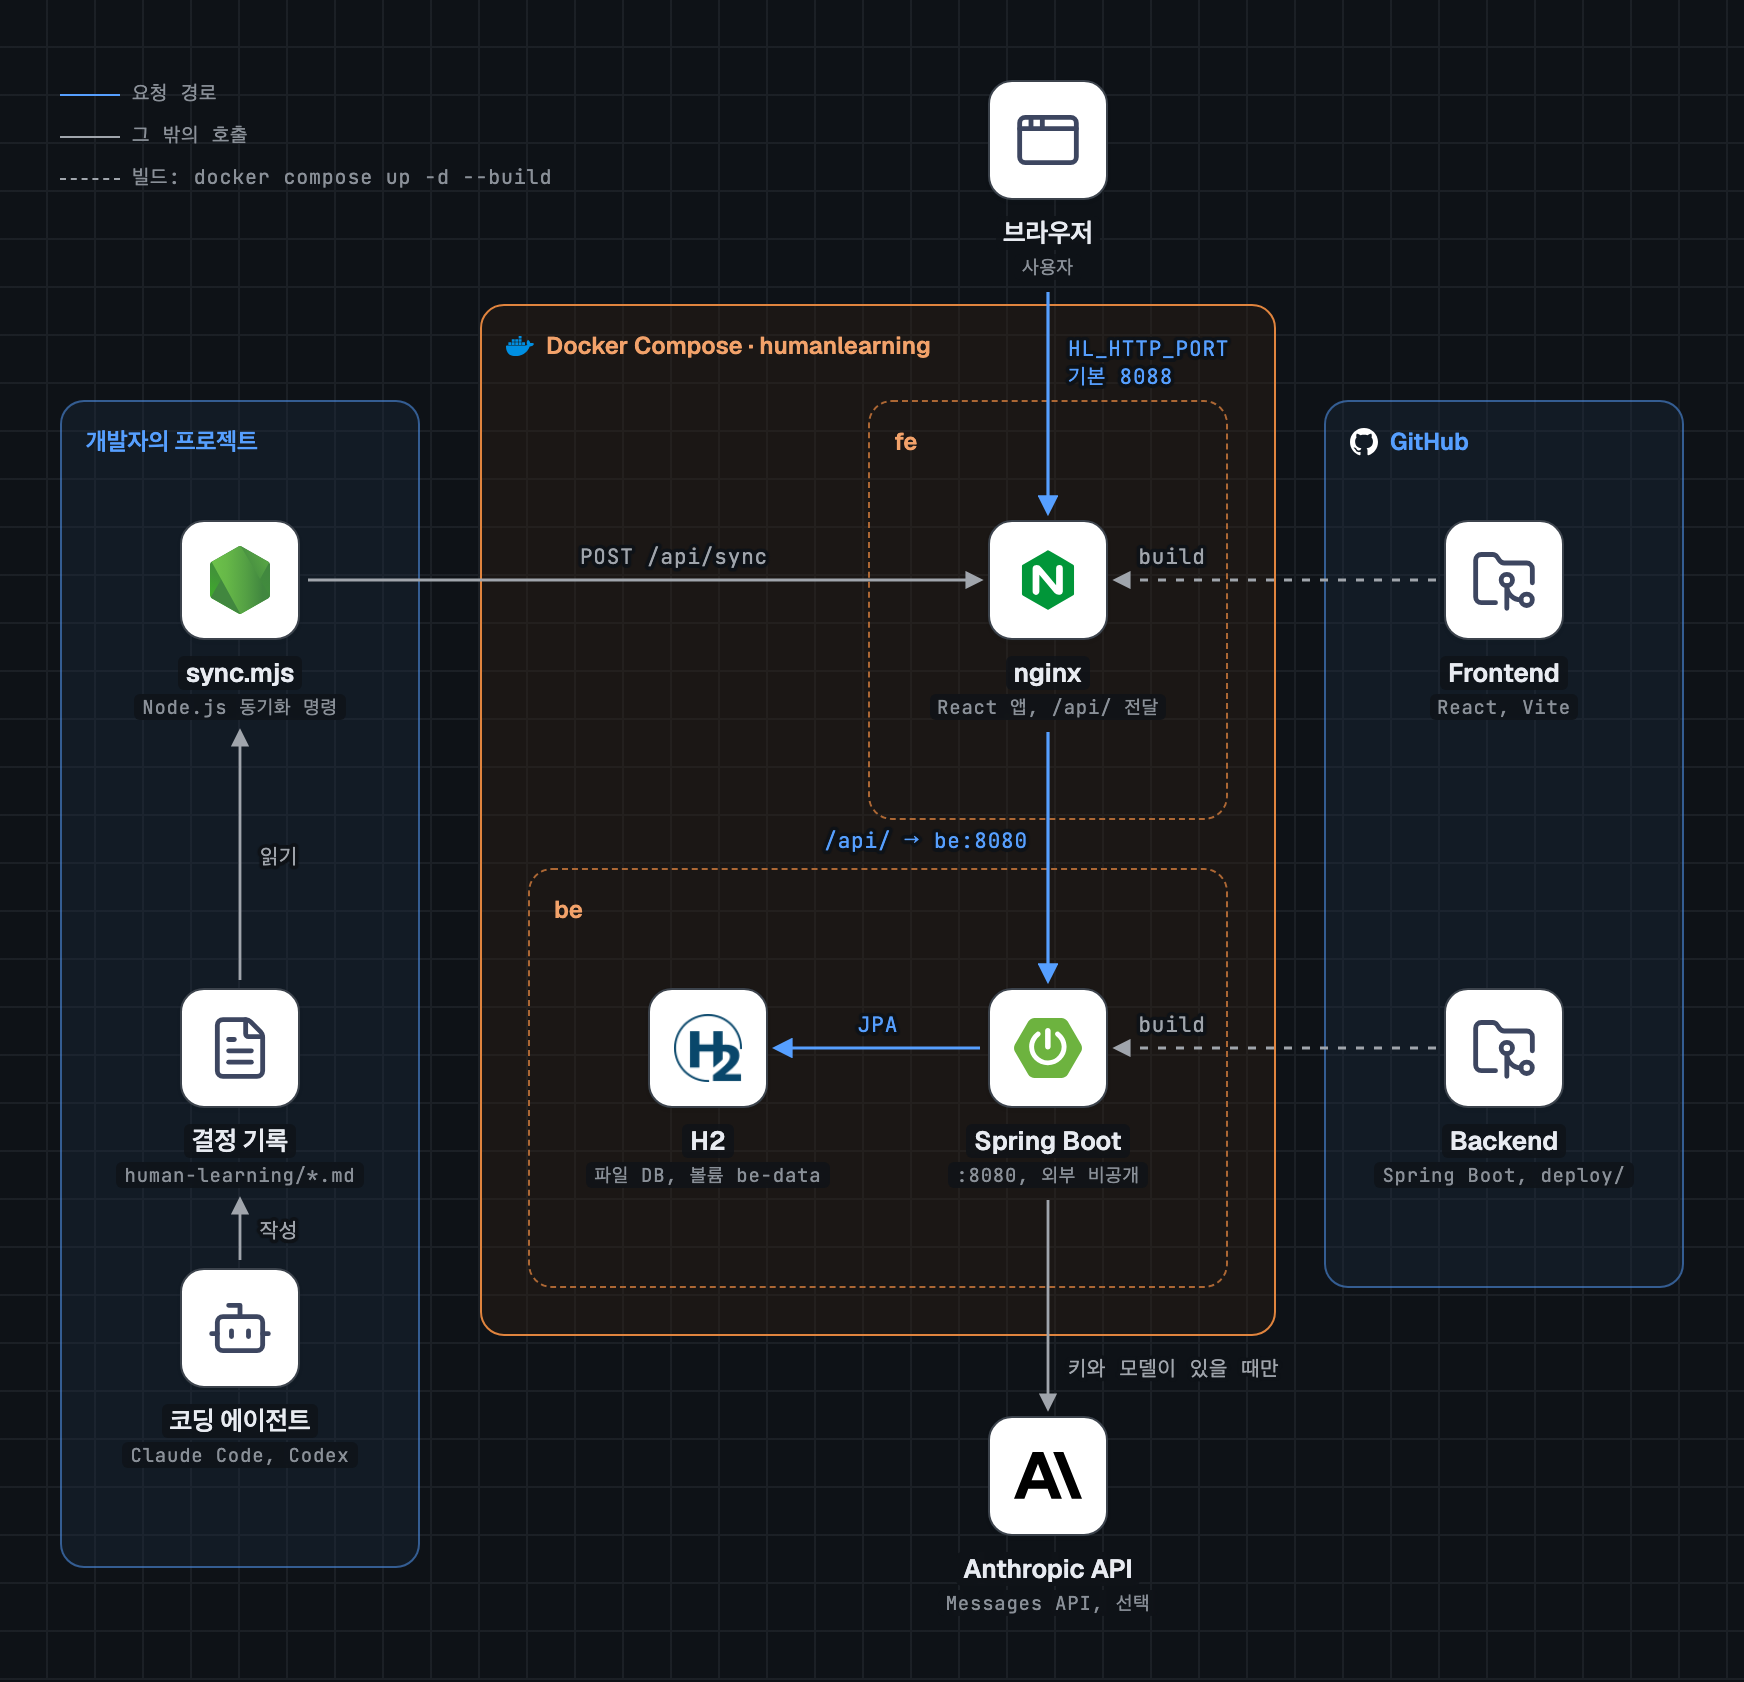 요청 경로
그 밖의 호출
빌드: docker compose up -d --build
브라우저
사용자
Docker Compose · humanlearning
HL_HTTP_PORT
기본 8088
개발자의 프로젝트
fe
GitHub
POST /api/sync
build
sync.mjs
Node.js 동기화 명령
nginx
React 앱, /api/ 전달
Frontend
React, Vite
읽기
/api/ → be:8080
be
H2
JPA
build
결정 기록
human-learning/*.md
H2
파일 DB, 볼륨 be-data
Spring Boot
:8080, 외부 비공개
Backend
Spring Boot, deploy/
작성
코딩 에이전트
Claude Code, Codex
키와 모델이 있을 때만
Anthropic API
Messages API, 선택